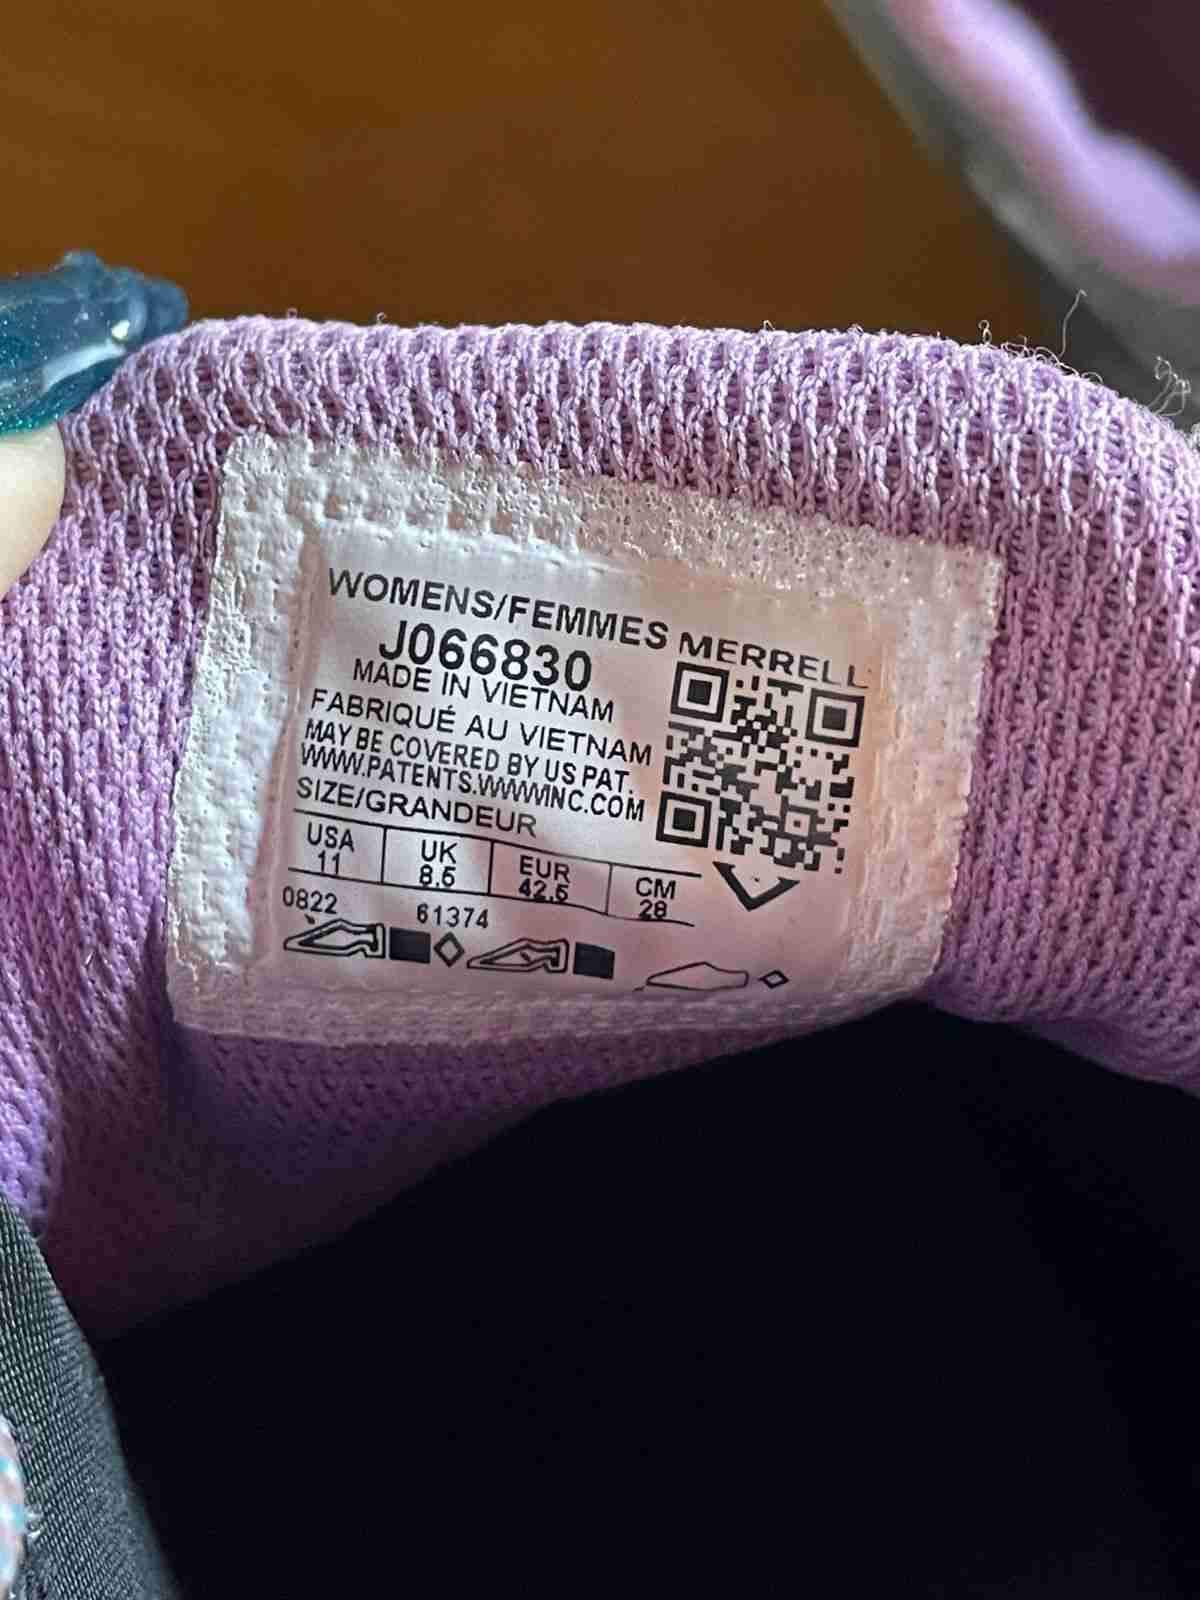 WOMENS/FEMMES MERRELL
J066830
MADE IN VIETNAM
FABRIQUÉ AU VIETNAM
MAY BE COVERED BY US PAT.
WWW.PATENTS.WWWINC.COM
SIZE/GRANDEUR
USA UK EUR CM
11 8.5 42.5 28
0822 61374